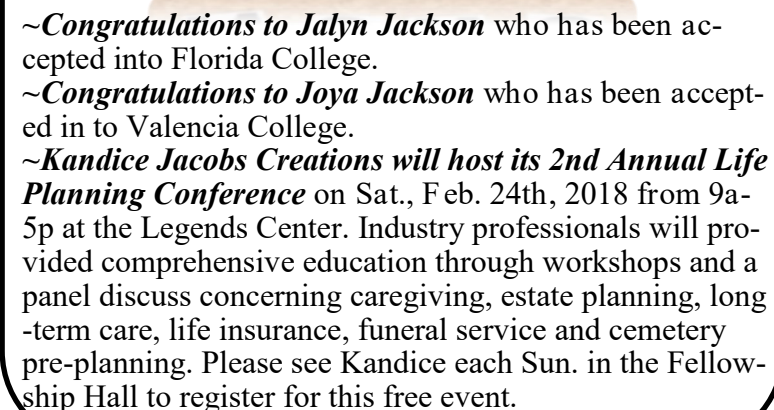 ~Congratulations to Jalyn Jackson who has been ac-
cepted into Florida College.
~Congratulations to Joya Jackson who has been accept-
ed in to Valencia College.
~Kandice Jacobs Creations will host its 2nd Annual Life
Planning Conference on Sat., Feb. 24th, 2018 from 9a-
5p at the Legends Center. Industry professionals will pro-
vided comprehensive education through workshops and a
panel discuss concerning caregiving, estate planning, long
-term care, life insurance, funeral service and cemetery
pre-planning. Please see Kandice each Sun. in the Fellow-
ship Hall to register for this free event.